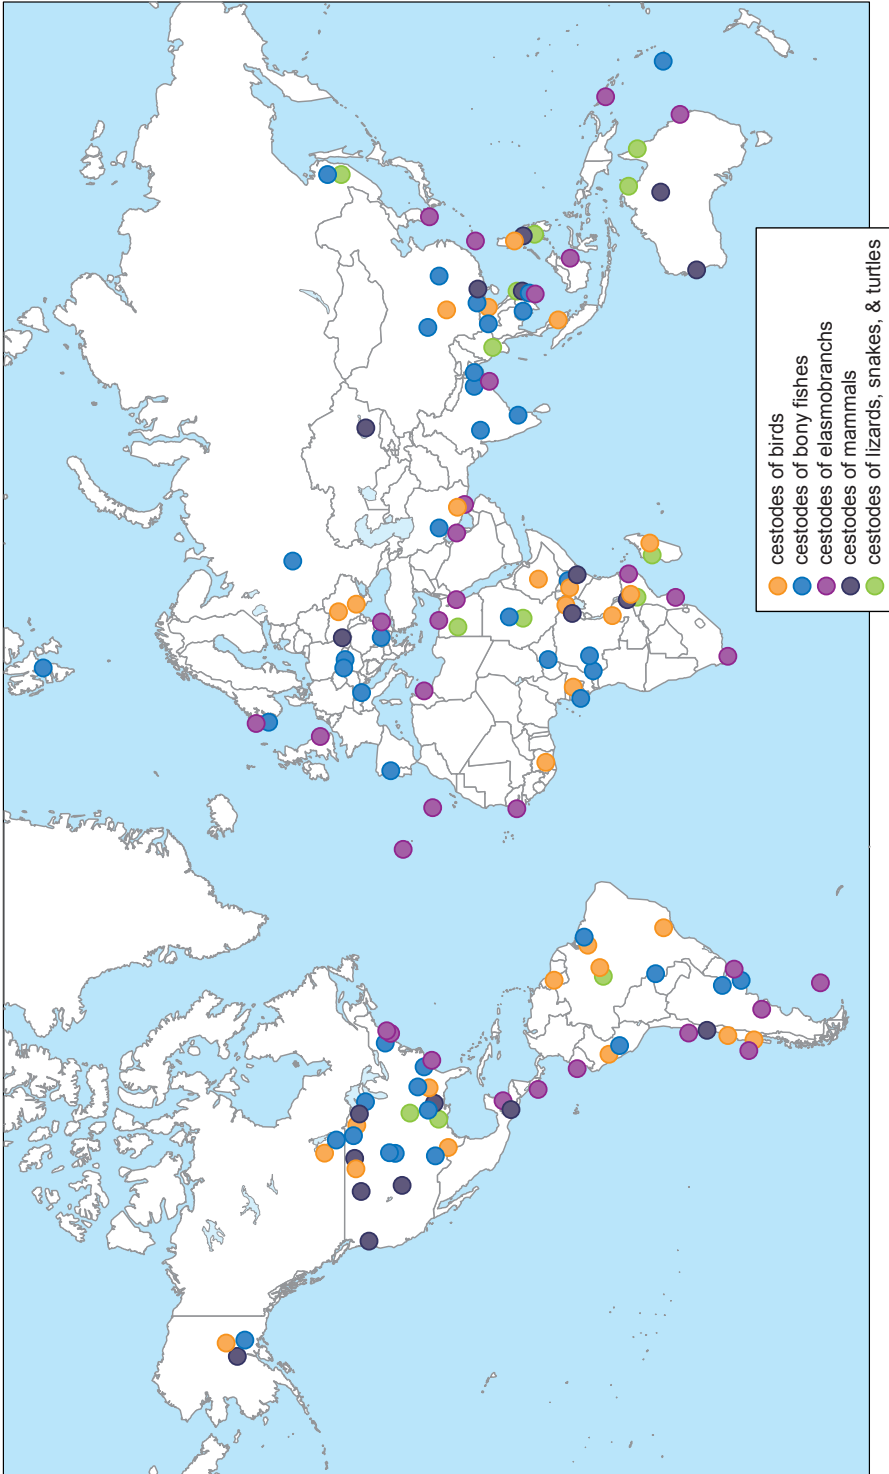 cestodes of birds
cestodes of bony fishes
cestodes of elasmobranchs
cestodes of mammals
cestodes of lizards, snakes, & turtles